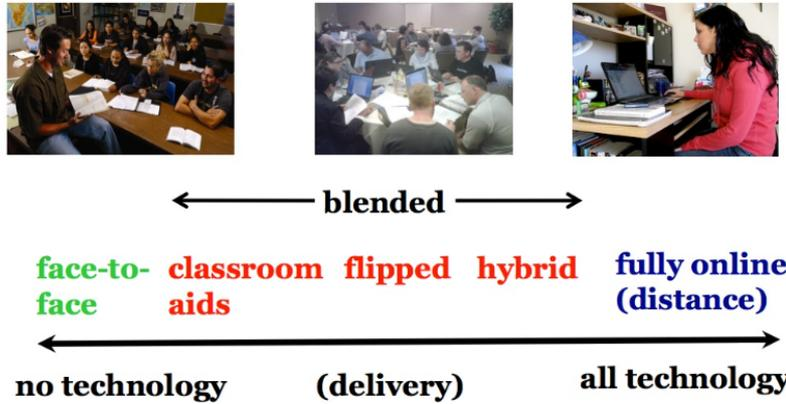 blended
face-to-
face
classroom
aids
flipped
hybrid
fully online
(distance)
no technology
(delivery)
all technology